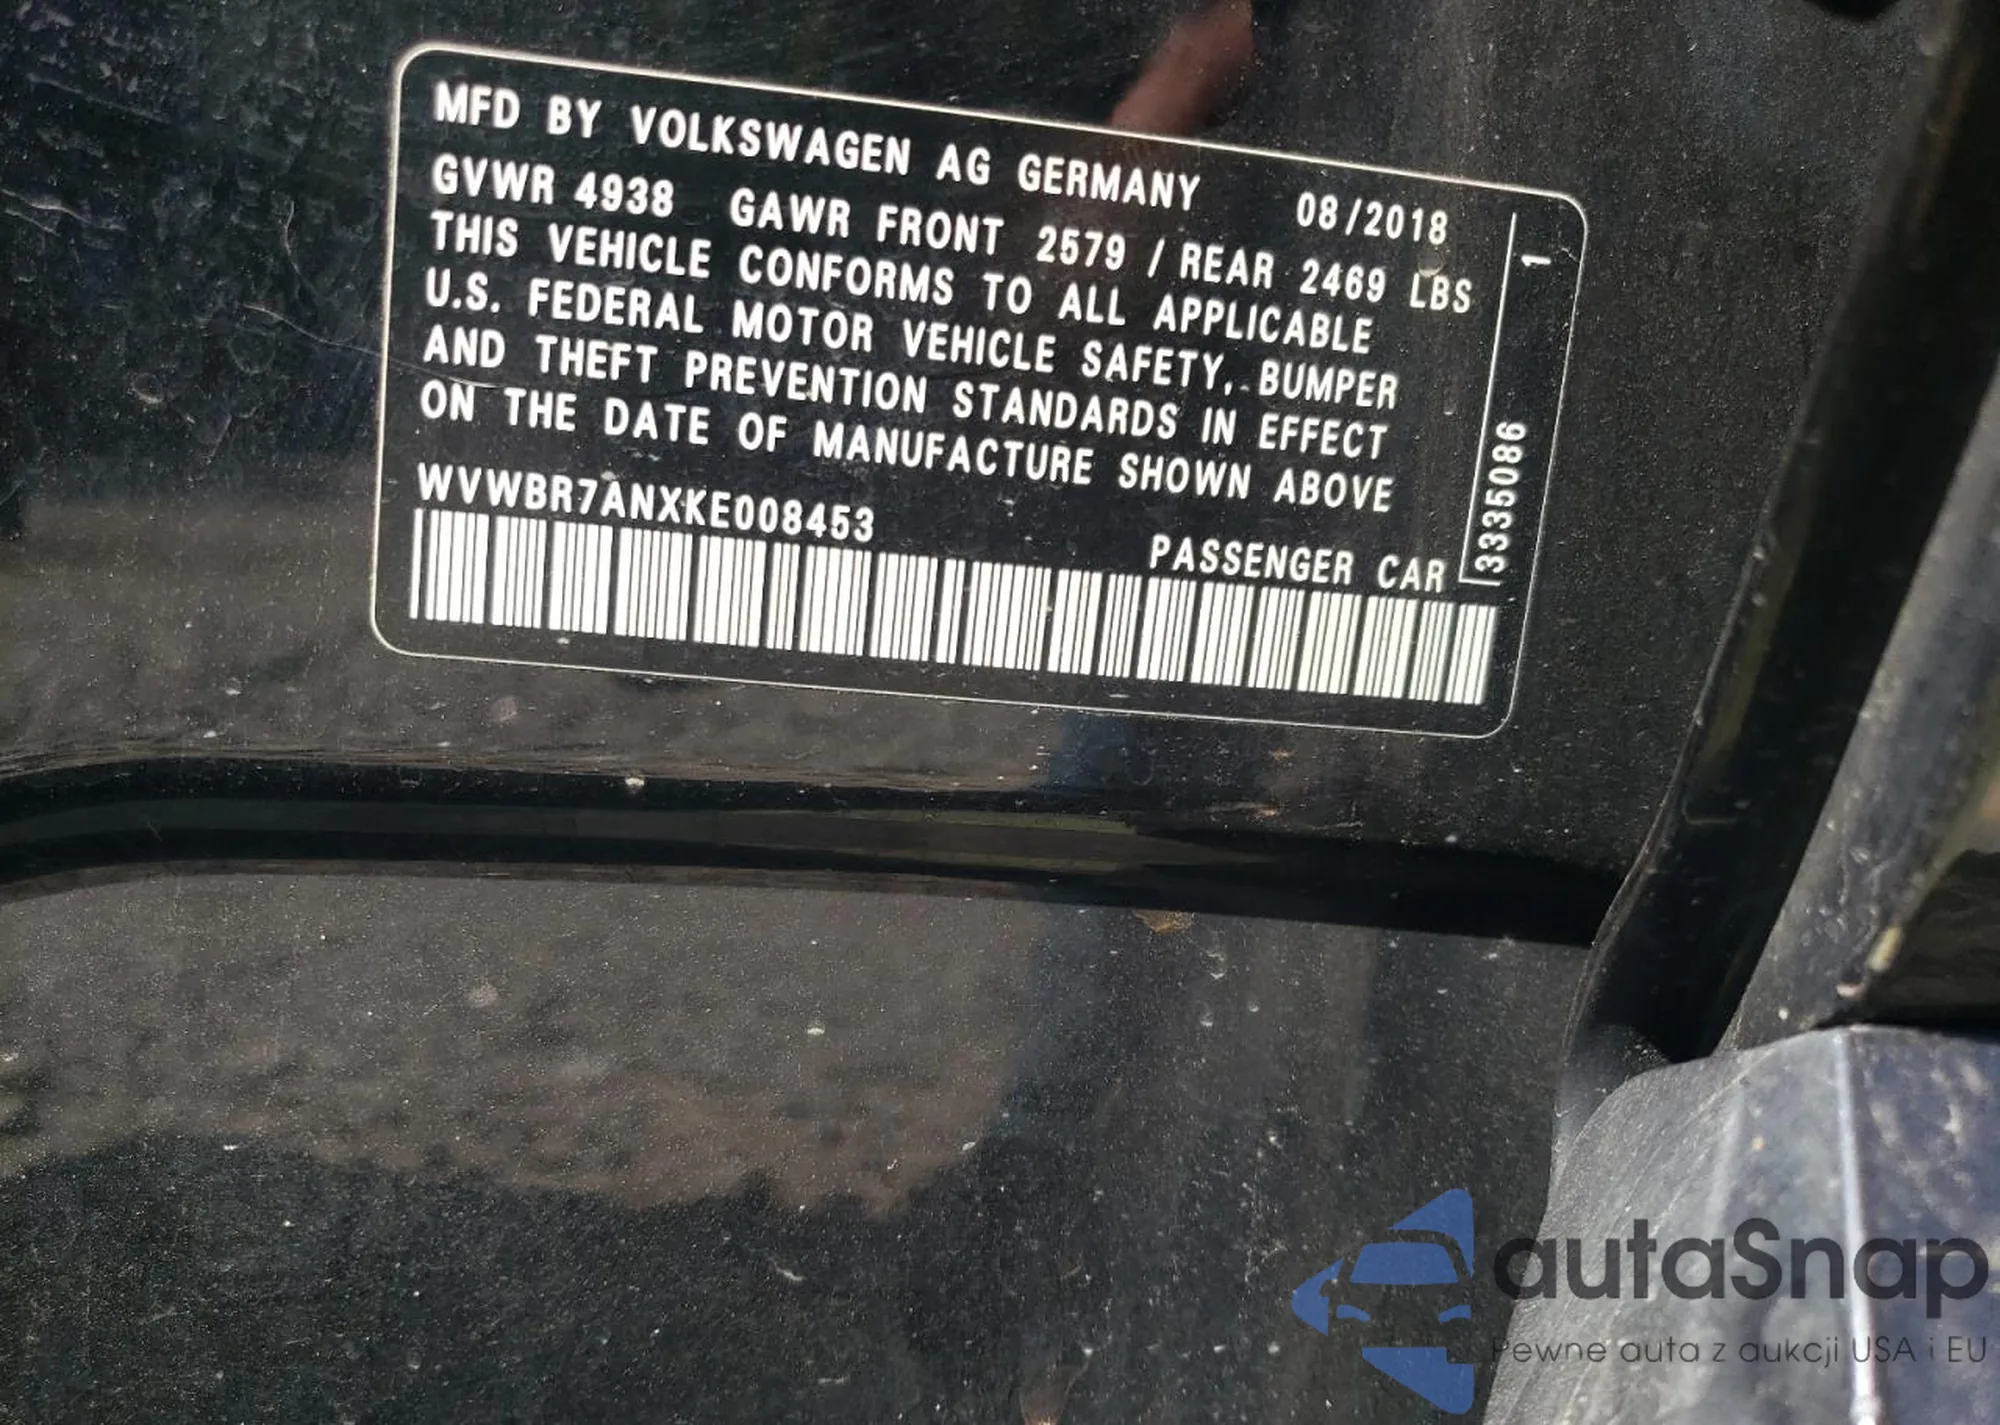 MFD BY VOLKSWAGEN AG GERMANY 08/2018
GVWR 4938 GAWR FRONT 2579 / REAR 2469 LBS
THIS VEHICLE CONFORMS TO ALL APPLICABLE
U.S. FEDERAL MOTOR VEHICLE SAFETY, BUMPER
AND THEFT PREVENTION STANDARDS IN EFFECT
ON THE DATE OF MANUFACTURE SHOWN ABOVE
WVWBR7ANXKE008453
PASSENGER CAR
3335086 1
autaSnap
Pewne auta z aukcji USA i EU